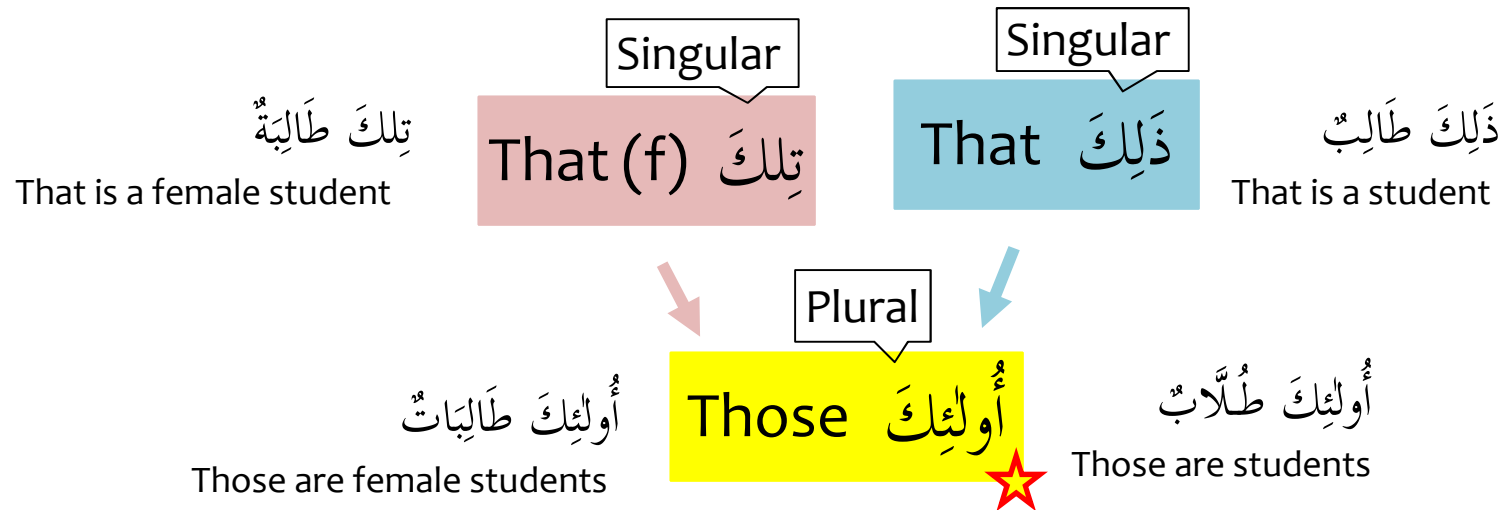 Singular
Singular
تِلكَ طَالِبَةٌ
That (f) تِلكَ
That ذَلِكَ
ذَلِكَ طَالِبٌ
That is a female student
That is a student
Plural
أُولٰئِكَ طَالِبَاتٌ
Those أُولٰئِكَ
أُولٰئِكَ طُلَّابٌ
Those are female students
Those are students